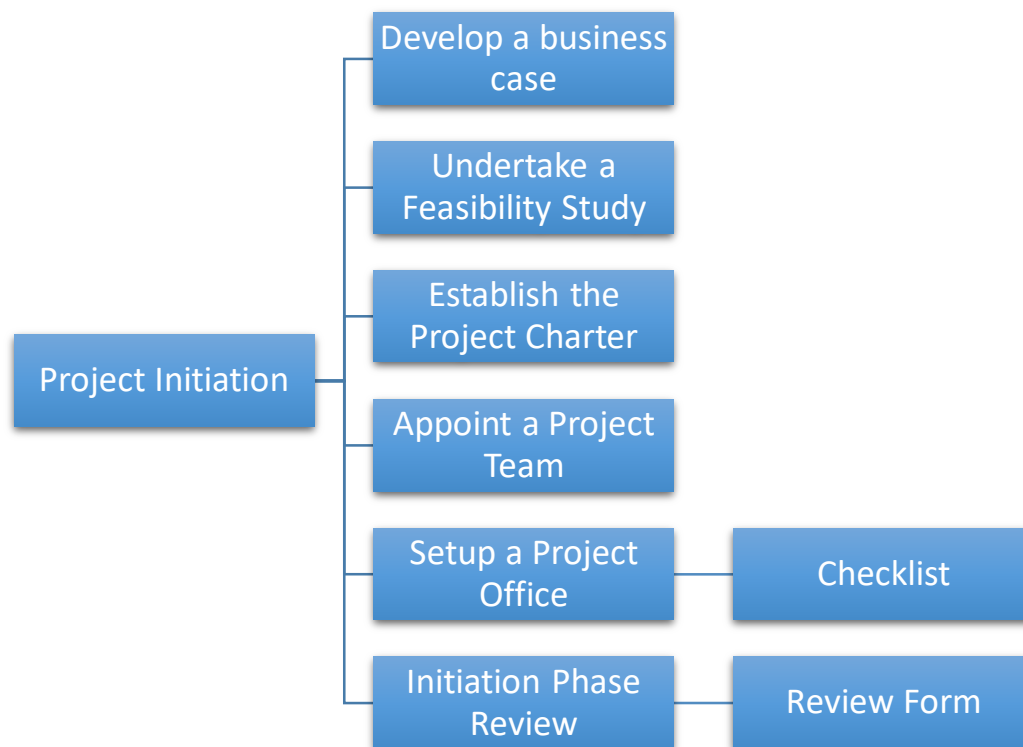 Develop a business
case
Undertake a
Feasibility Study
Establish the
Project Charter
Project Initiation
Appoint a Project
Team
Setup a Project
Office
Checklist
Initiation Phase
Review
Review Form